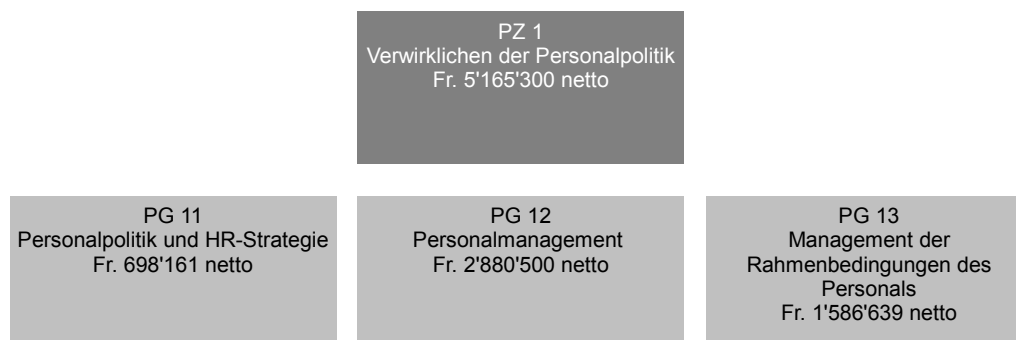 PZ 1
Verwirklichen der Personalpolitik
Fr. 5'165'300 netto
PG 11
Personalpolitik und HR-Strategie
Fr. 698'161 netto
PG 12
Personalmanagement
Fr. 2'880'500 netto
PG 13
Management der
Rahmenbedingungen des
Personals
Fr. 1'586'639 netto